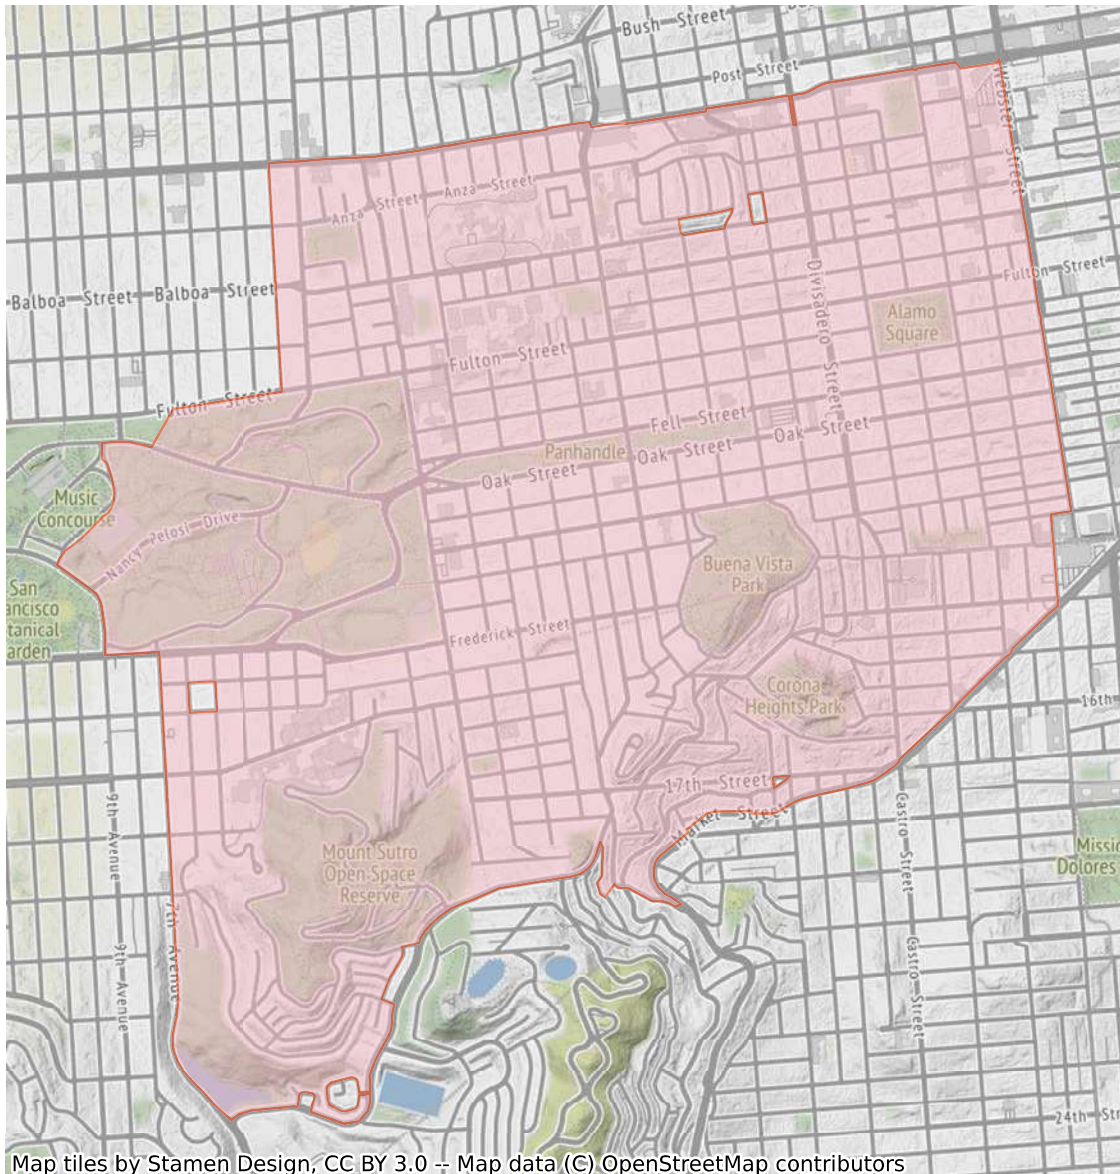 Bush Street
Post Street
Webster Street
Anza Street Anza Street
Fulton Street
Balboa Street Balboa Street
Divisadero Street
Alamo
Square
Fulton Street
Fulton Street
Fell Street
Panhandle
Oak Street
Oak Street
Oak Street
Music
Concourse
Nancy Pelosi Drive
Buena Vista
Park
San
ancisco
tanical
arden
Frederick Street
Corona
Heights Park
16th
17th Street
Market Street
9th Avenue
Castro Street
Mount Sutro
Open Space
Reserve
Missi
Dolores
7th Avenue
9th Avenue
Castro Street
24th Str
Map tiles by Stamen Design, CC BY 3.0 -- Map data (C) OpenStreetMap contributors